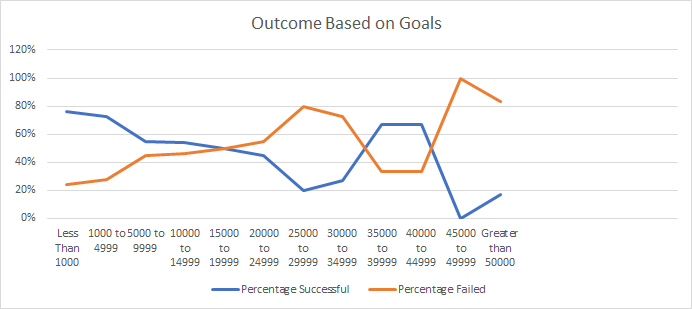 Outcome Based on Goals
120%
100%
80%
60%
40%
20%
0%
Less Than 1000
1000 to 4999
5000 to 9999
10000 to 14999
15000 to 19999
20000 to 24999
25000 to 29999
30000 to 34999
35000 to 39999
40000 to 44999
45000 to 49999
Greater than 50000
Percentage Successful
Percentage Failed